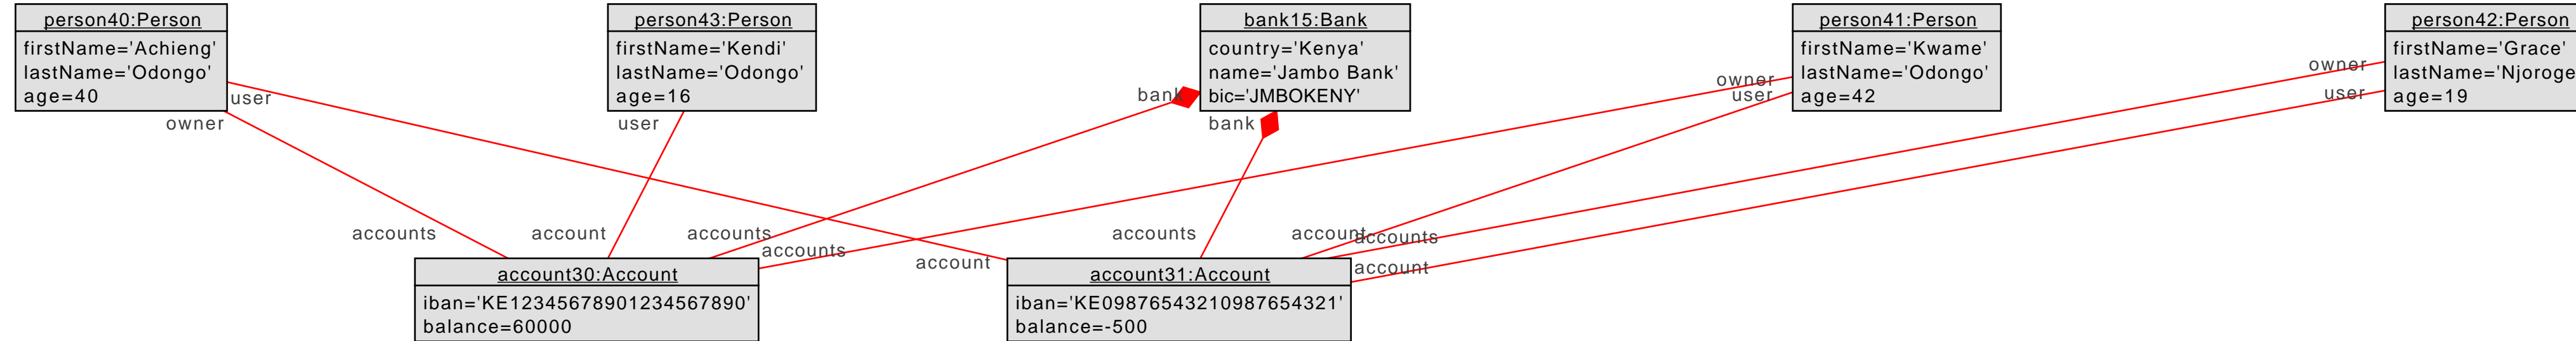 person40:Person
firstName='Achieng'
lastName='Odongo'
age=40
person43:Person
firstName='Kendi'
lastName='Odongo'
age=16
bank15:Bank
country='Kenya'
name='Jambo Bank'
bic='JMBOKENY'
person41:Person
firstName='Kwame'
lastName='Odongo'
age=42
person42:Person
firstName='Grace'
lastName='Njoroge
age=19
user
owner
user
bank
bank
owner
user
owner
user
accounts
account
accounts
accounts
account
accounts
account
accounts
account
account30:Account
iban='KE12345678901234567890'
balance=60000
account31:Account
iban='KE09876543210987654321'
balance=-500